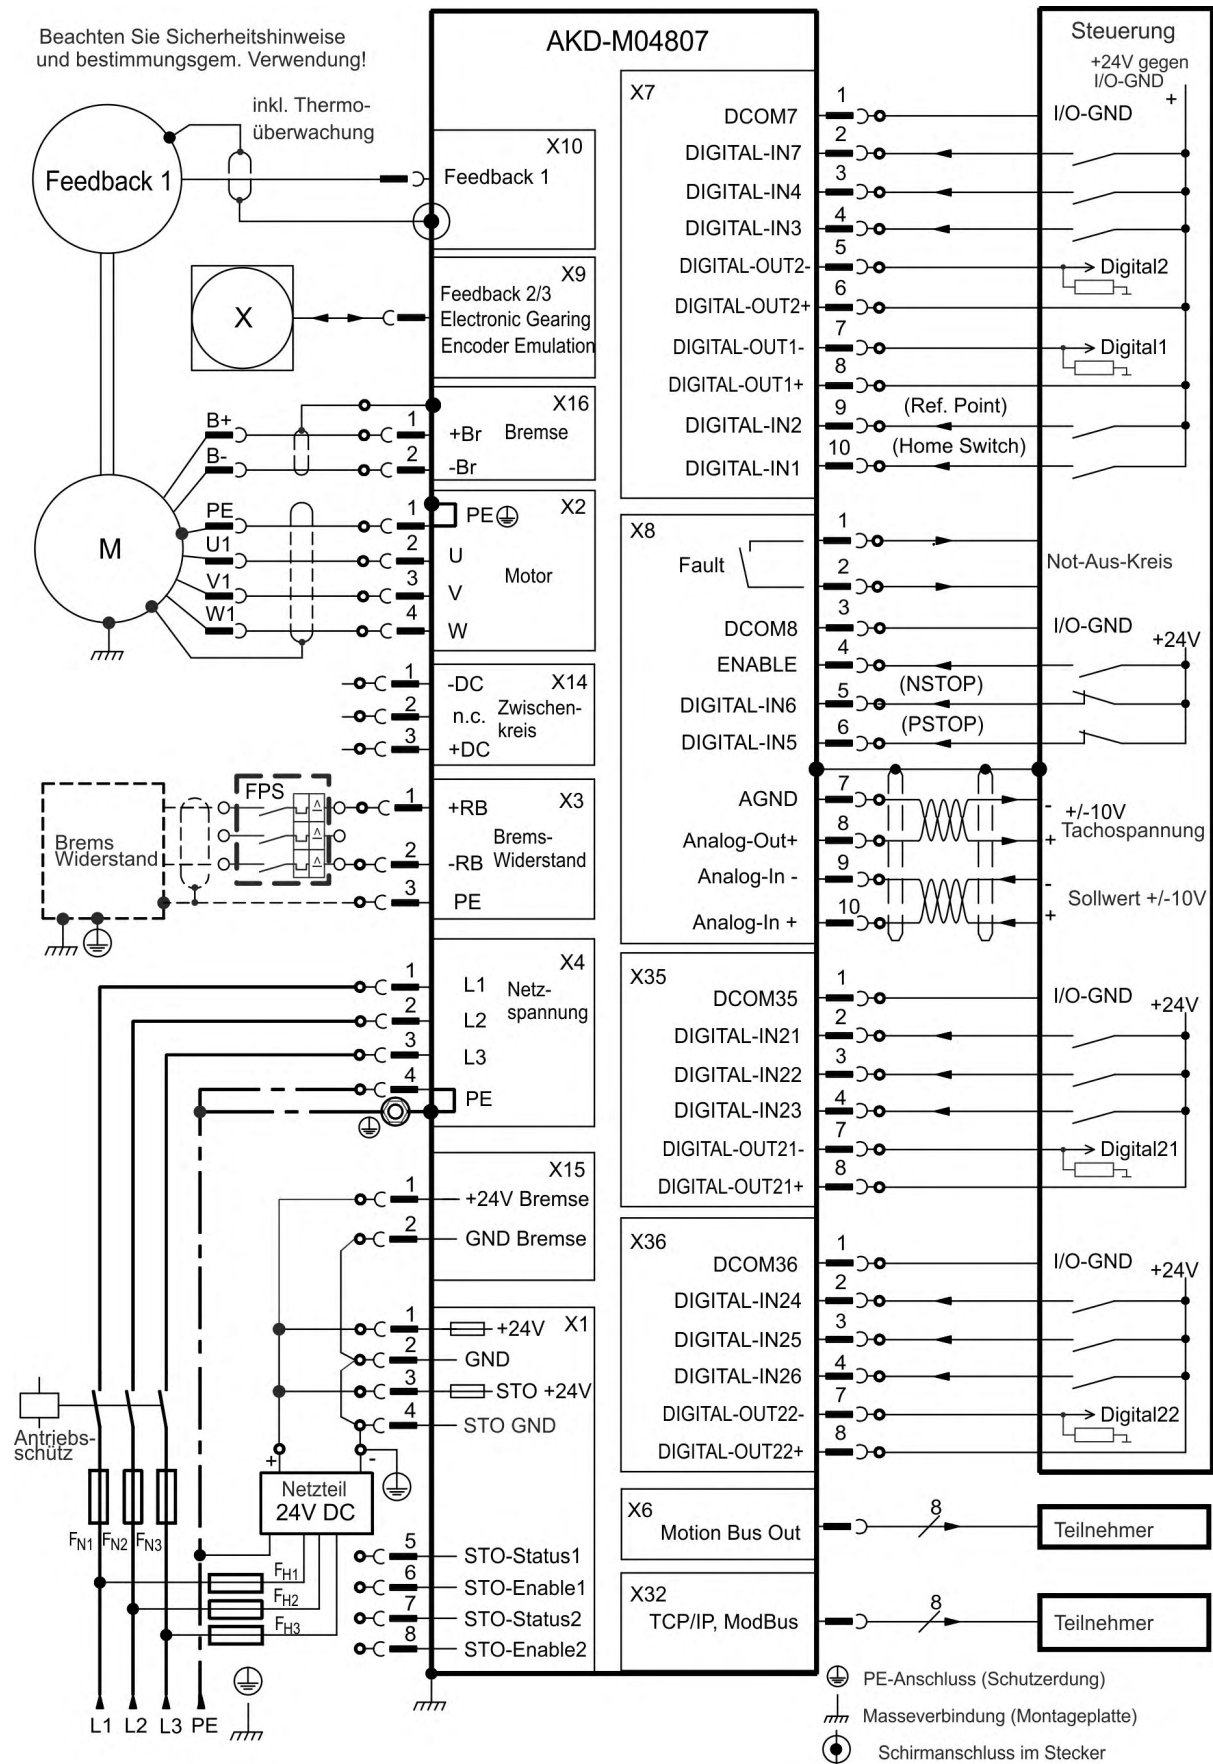 Beachten Sie Sicherheitshinweise
und bestimmungsgem. Verwendung!
AKD-M04807
inkl. Thermo-
überwachung
Feedback 1
X10
Feedback 1
X
X9
Feedback 2/3
Electronic Gearing
Encoder Emulation
X16
B+
1
+Br
Bremse
B-
2
-Br
X2
PE
1
PE
U1
2
U
Motor
V1
3
V
W1
4
W
M
X14
1
-DC
Zwischen-
kreis
2
n.c.
3
+DC
X3
FPS
1
+RB
Brems-
Widerstand
2
-RB
3
PE
Brems
Widerstand
X4
1
L1
Netz-
spannung
2
L2
3
L3
4
PE
X15
1
+24V Bremse
2
GND Bremse
X1
1
+24V
2
GND
3
STO +24V
4
STO GND
Antriebs-
schütz
+
-
Netzteil
24V DC
FN1
FN2
FN3
FH1
FH2
FH3
5
STO-Status1
6
STO-Enable1
7
STO-Status2
8
STO-Enable2
L1
L2
L3
PE
X7
DCOM7
1
DIGITAL-IN7
2
DIGITAL-IN4
3
DIGITAL-IN3
4
DIGITAL-OUT2-
5
DIGITAL-OUT2+
6
DIGITAL-OUT1-
7
DIGITAL-OUT1+
8
DIGITAL-IN2
9
(Ref. Point)
DIGITAL-IN1
10
(Home Switch)
Steuerung
+24V gegen
I/O-GND
+
I/O-GND
Digital2
Digital1
X8
Fault
1
2
Not-Aus-Kreis
DCOM8
3
I/O-GND
+24V
ENABLE
4
DIGITAL-IN6
5
(NSTOP)
DIGITAL-IN5
6
(PSTOP)
AGND
7
-
+/-10V
Tachospannung
Analog-Out+
8
+
Analog-In -
9
-
Sollwert +/-10V
Analog-In +
10
+
X35
DCOM35
1
I/O-GND
+24V
DIGITAL-IN21
2
DIGITAL-IN22
3
DIGITAL-IN23
4
DIGITAL-OUT21-
7
Digital21
DIGITAL-OUT21+
8
X36
DCOM36
1
I/O-GND
+24V
DIGITAL-IN24
2
DIGITAL-IN25
3
DIGITAL-IN26
4
DIGITAL-OUT22-
7
Digital22
DIGITAL-OUT22+
8
X6
Motion Bus Out
8
Teilnehmer
X32
TCP/IP, ModBus
8
Teilnehmer
PE-Anschluss (Schutzerdung)
Masseverbindung (Montageplatte)
Schirmanschluss im Stecker